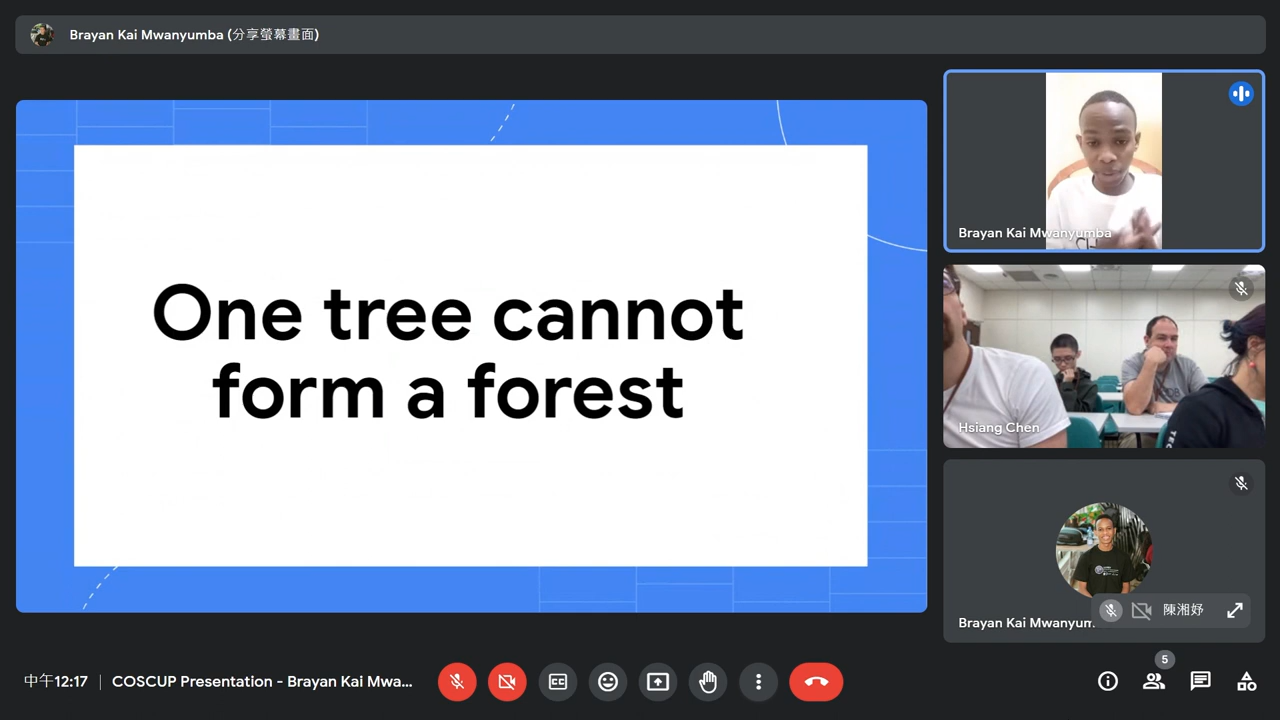 Brayan Kai Mwanyumba (分享螢幕畫面)
One tree cannot
form a forest
Brayan Kai Mwanyumba
Hsiang Chen
Brayan Kai Mwanyum
陳湘妤
中午12:17
COSCUP Presentation - Brayan Kai Mwa...
5